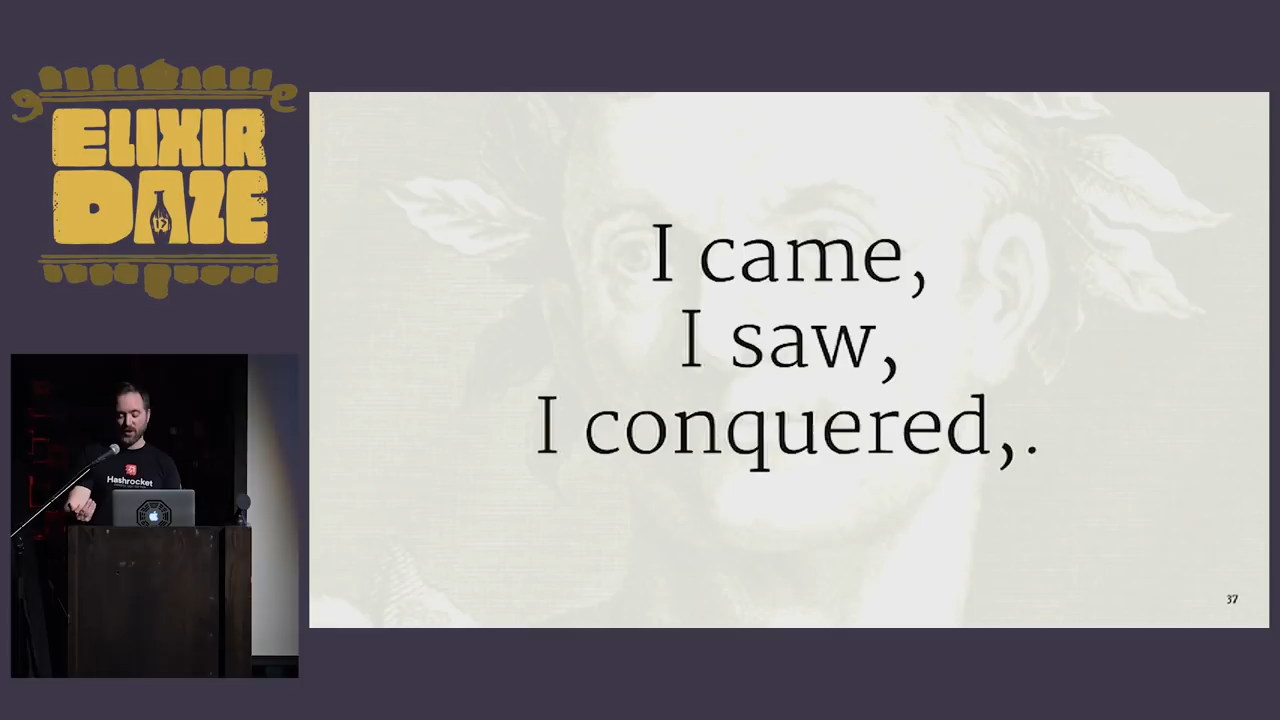 ELIXIR
DAZE
I came,
I saw,
I conquered,.
37
Hashrocket